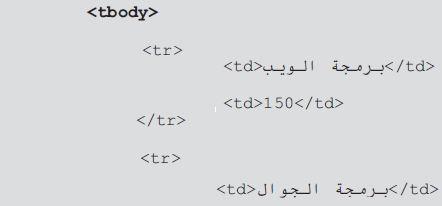 <tbody>
<tr>
<td>برمجة الويب</td>
<td>150</td>
</tr>
<tr>
<td>برمجة الجوال</td>